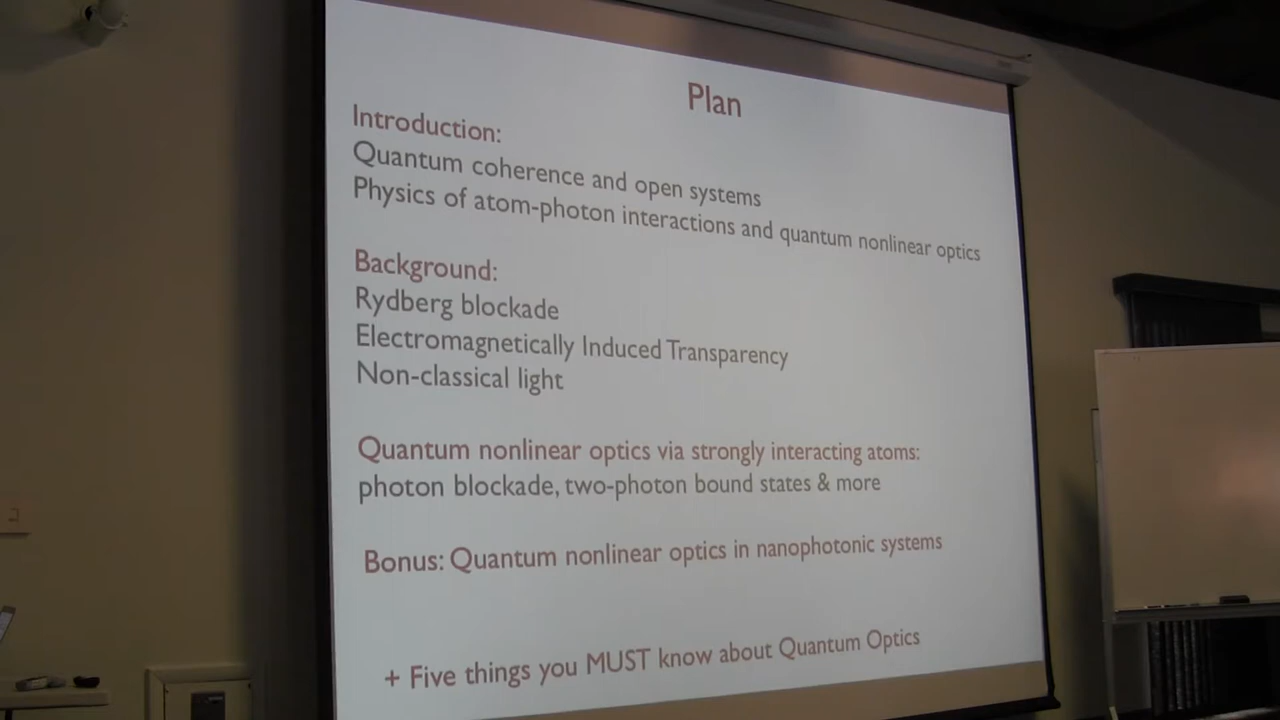 Plan
Introduction:
Quantum coherence and open systems
Physics of atom-photon interactions and quantum nonlinear optics
Background:
Rydberg blockade
Electromagnetically Induced Transparency
Non-classical light
Quantum nonlinear optics via strongly interacting atoms:
photon blockade, two-photon bound states & more
Bonus: Quantum nonlinear optics in nanophotonic systems
+ Five things you MUST know about Quantum Optics